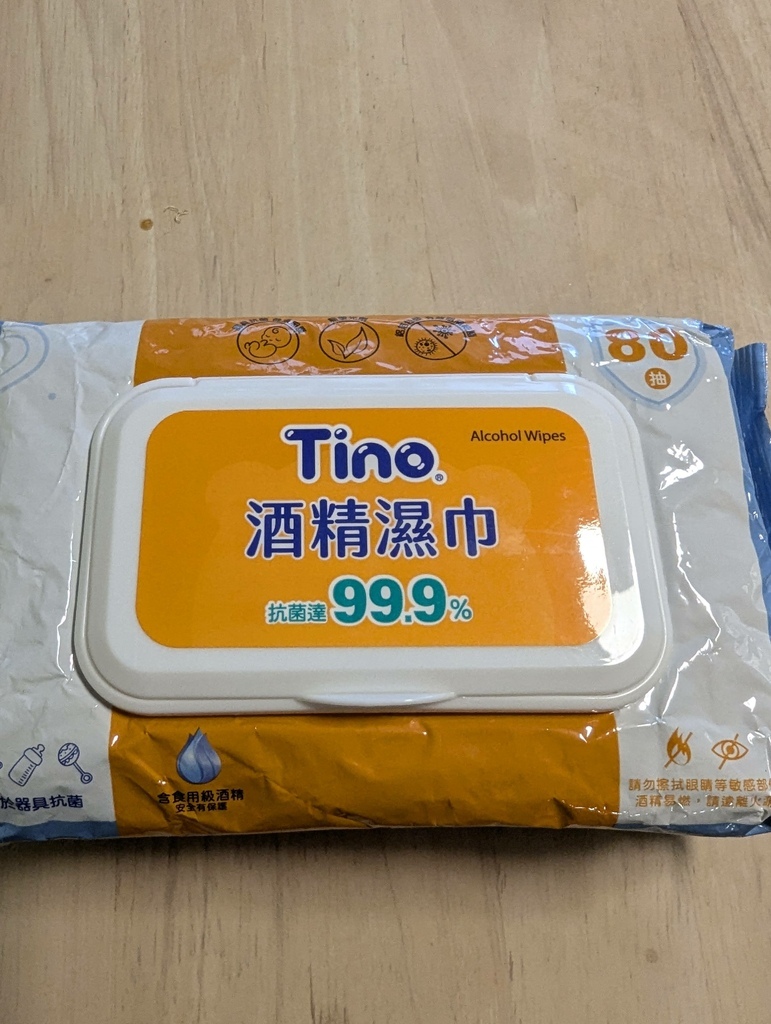 80
抽
Tino®
Alcohol Wipes
酒精濕巾
抗菌達99.9%
於器具抗菌
含食用級酒精
安全有保護
請勿擦拭眼睛等敏感部
酒精易燃，請遠離火